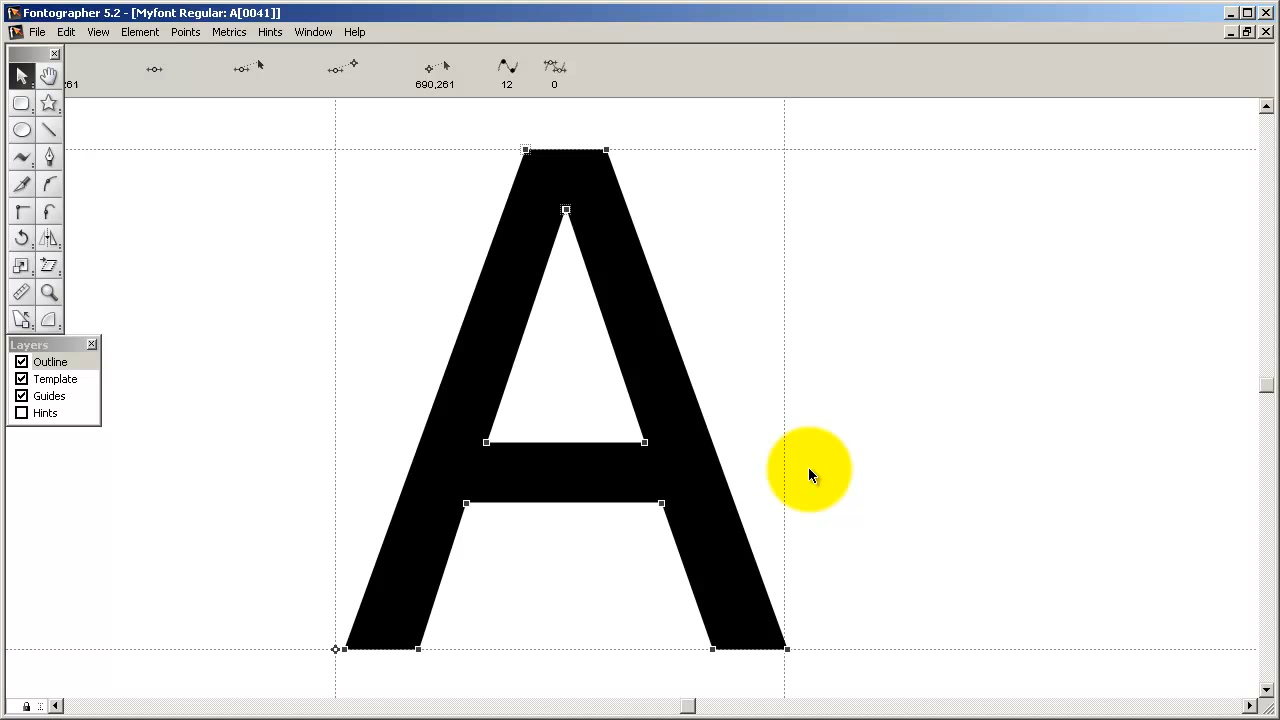 Fontographer 5.2 - [Myfont Regular: A[0041]]
File Edit View Element Points Metrics Hints Window Help
261 690,261 12 0
Layers
Outline
Template
Guides
Hints
A